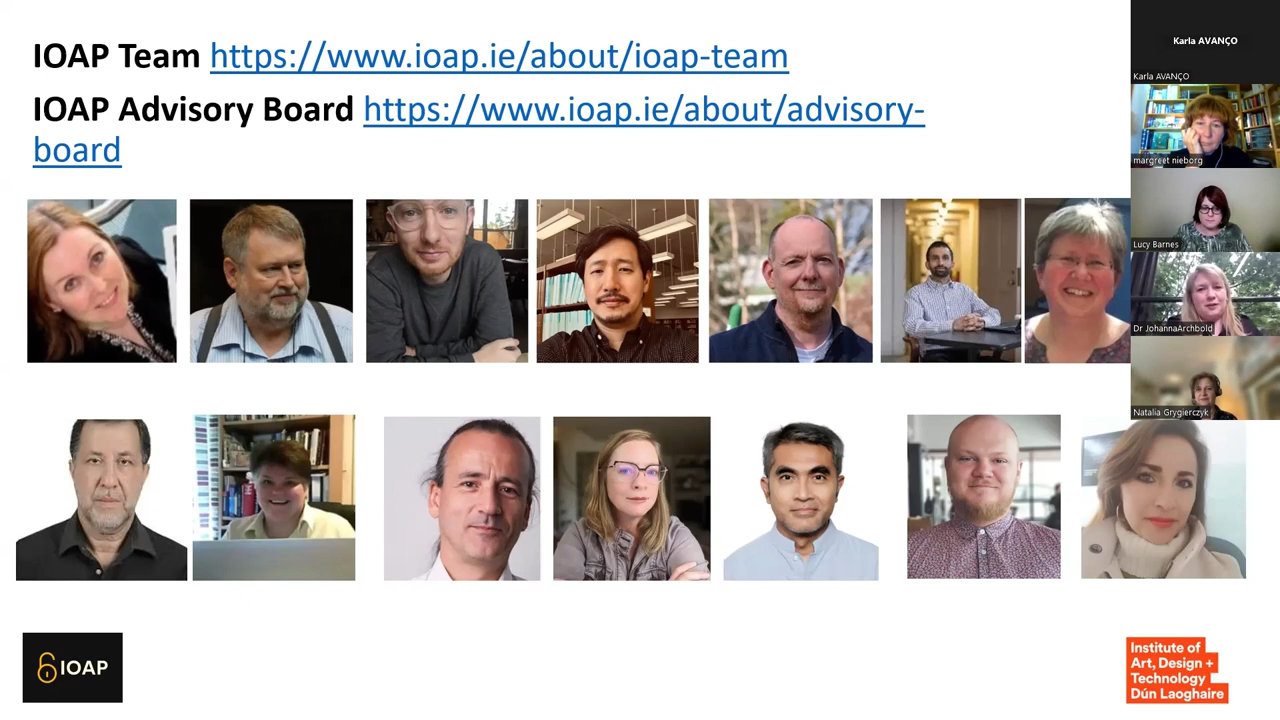 IOAP Team https://www.ioap.ie/about/ioap-team
IOAP Advisory Board https://www.ioap.ie/about/advisory-
board
Karla AVANÇO
Karla AVANÇO
margreet nieborg
Lucy Barnes
Dr JohannaArchbold
Natalia Grygierczyk
IOAP
Institute of
Art, Design +
Technology
Dún Laoghaire